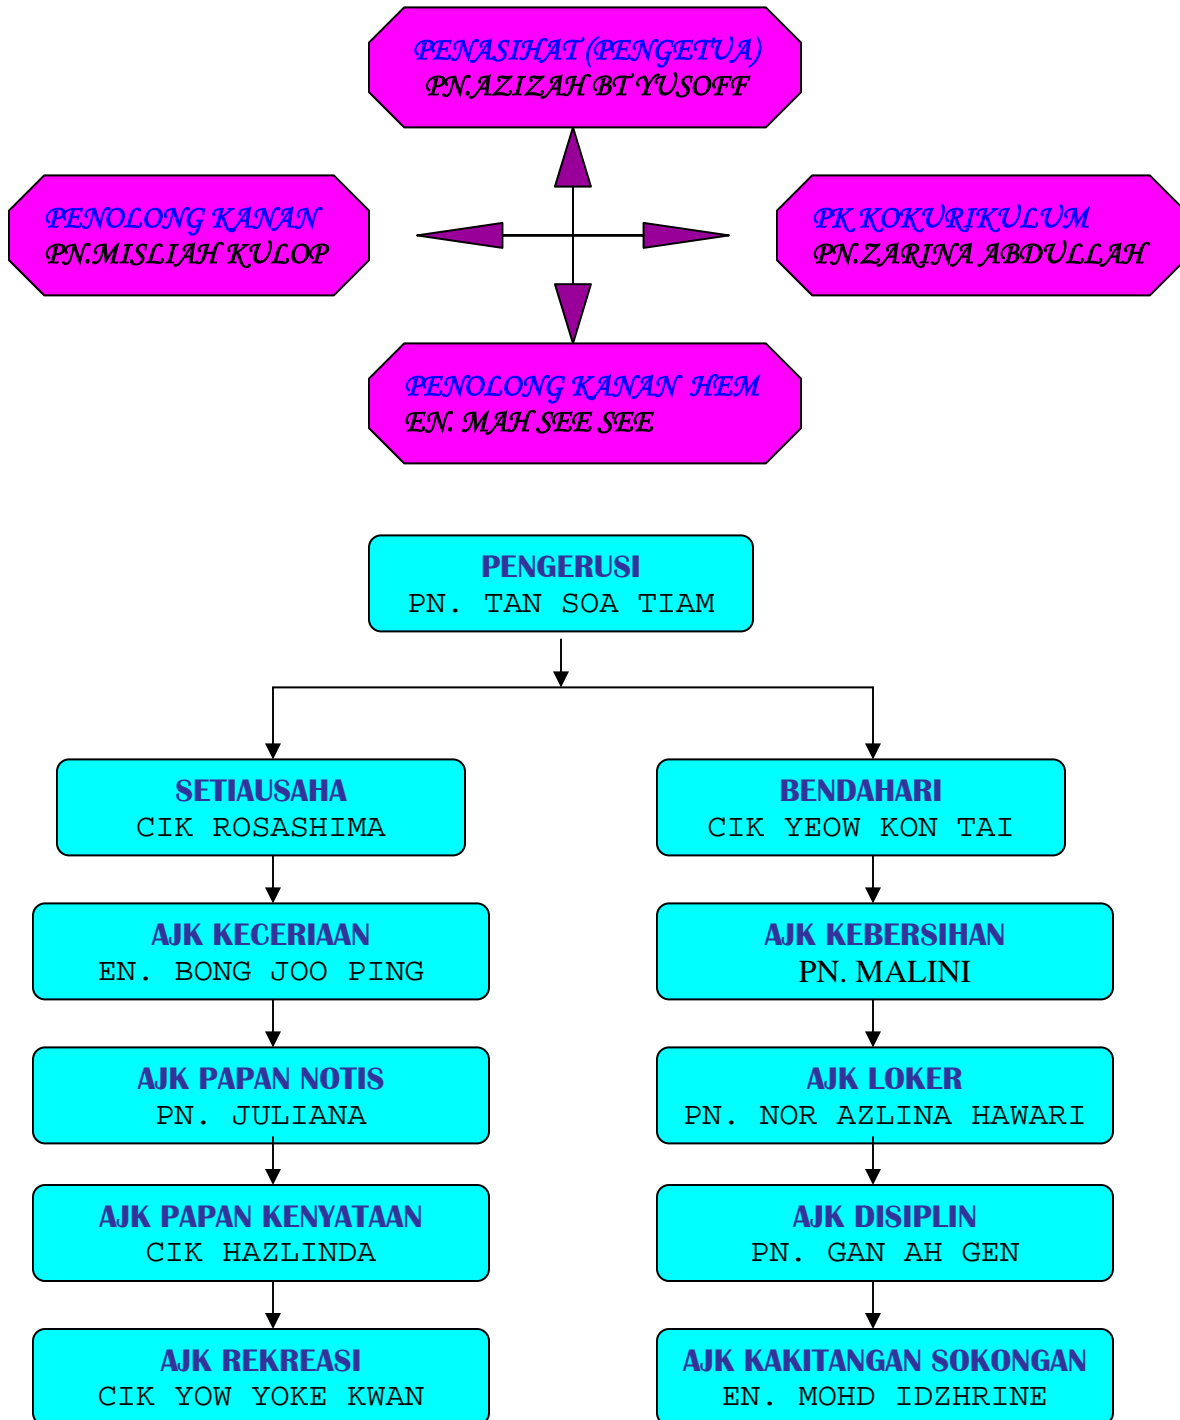 PENASIHAT (PENGETUA)
PN.AZIZAH BT YUSOFF
PENOLONG KANAN
PN.MISLIAH KULOP
PK KOKURIKULUM
PN.ZARINA ABDULLAH
PENOLONG KANAN HEM
EN. MAH SEE SEE
PENGERUSI
PN. TAN SOA TIAM
SETIAUSAHA
CIK ROSASHIMA
BENDAHARI
CIK YEOW KON TAI
AJK KECERIAAN
EN. BONG JOO PING
AJK KEBERSIHAN
PN. MALINI
AJK PAPAN NOTIS
PN. JULIANA
AJK LOKER
PN. NOR AZLINA HAWARI
AJK PAPAN KENYATAAN
CIK HAZLINDA
AJK DISIPLIN
PN. GAN AH GEN
AJK REKREASI
CIK YOW YOKE KWAN
AJK KAKITANGAN SOKONGAN
EN. MOHD IDZHRINE